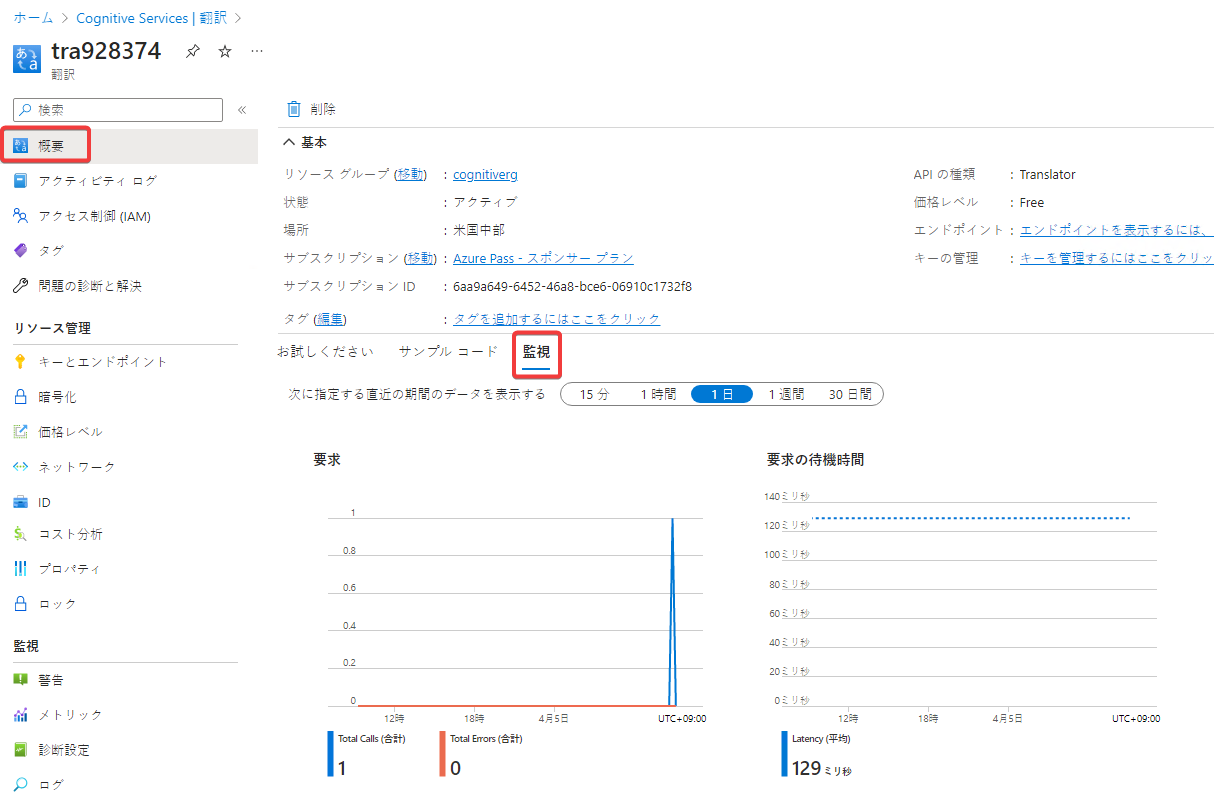 ホーム > Cognitive Services | 翻訳 >
tra928374
翻訳
検索
«
削除
概要
アクティビティ ログ
アクセス制御 (IAM)
タグ
問題の診断と解決
リソース管理
キーとエンドポイント
暗号化
価格レベル
ネットワーク
ID
コスト分析
プロパティ
ロック
監視
警告
メトリック
診断設定
ログ
基本
リソース グループ (移動) : cognitiverg
状態 : アクティブ
場所 : 米国中部
サブスクリプション (移動) : Azure Pass - スポンサー プラン
サブスクリプション ID : 6aa9a649-6452-46a8-bce6-06910c1732f8
タグ (編集) : タグを追加するにはここをクリック
API の種類 : Translator
価格レベル : Free
エンドポイント : エンドポイントを表示するには、
キーの管理 : キーを管理するにはここをクリッ
お試しください サンプル コード 監視
次に指定する直近の期間のデータを表示する 15 分 1 時間 1 日 1 週間 30 日間
要求
1
0.8
0.6
0.4
0.2
0
12時 18時 4月5日 UTC+09:00
Total Calls (合計) Total Errors (合計)
1 0
要求の待機時間
140ミリ秒
120ミリ秒
100ミリ秒
80ミリ秒
60ミリ秒
40ミリ秒
20ミリ秒
0ミリ秒
12時 18時 4月5日 UTC+09:00
Latency (平均)
129 ミリ秒